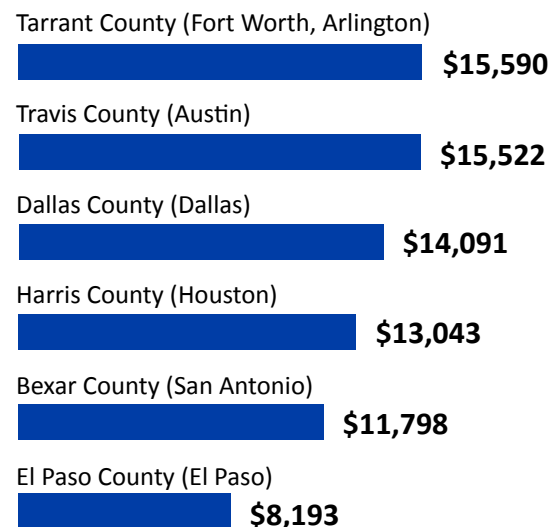 Tarrant County (Fort Worth, Arlington)
$15,590
Travis County (Austin)
$15,522
Dallas County (Dallas)
$14,091
Harris County (Houston)
$13,043
Bexar County (San Antonio)
$11,798
El Paso County (El Paso)
$8,193